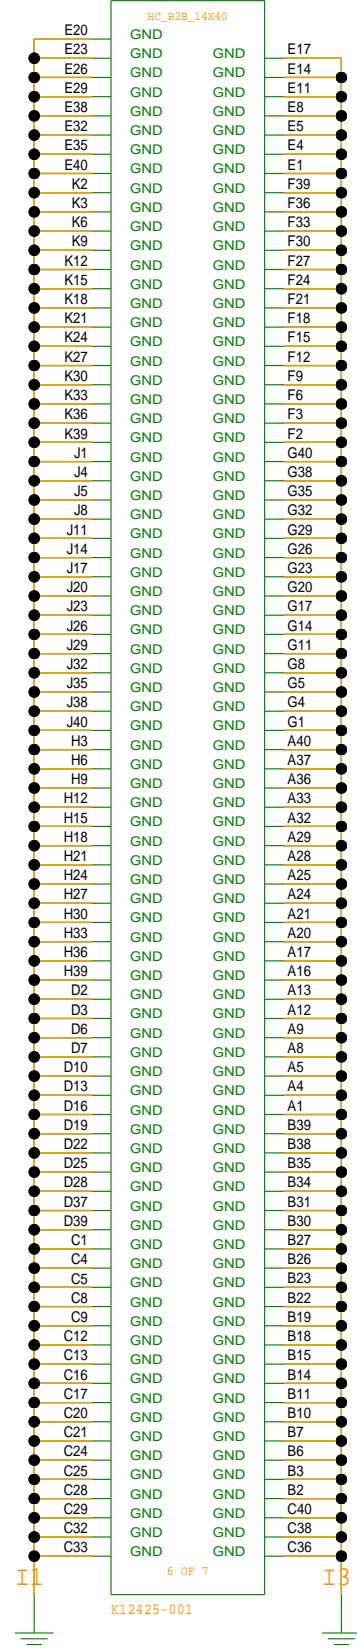 HC_B2B_14X40
E20 GND
E23 GND GND E17
E26 GND GND E14
E29 GND GND E11
E38 GND GND E8
E32 GND GND E5
E35 GND GND E4
E40 GND GND E1
K2 GND GND F39
K3 GND GND F36
K6 GND GND F33
K9 GND GND F30
K12 GND GND F27
K15 GND GND F24
K18 GND GND F21
K21 GND GND F18
K24 GND GND F15
K27 GND GND F12
K30 GND GND F9
K33 GND GND F6
K36 GND GND F3
K39 GND GND F2
J1 GND GND G40
J4 GND GND G38
J5 GND GND G35
J8 GND GND G32
J11 GND GND G29
J14 GND GND G26
J17 GND GND G23
J20 GND GND G20
J23 GND GND G17
J26 GND GND G14
J29 GND GND G11
J32 GND GND G8
J35 GND GND G5
J38 GND GND G4
J40 GND GND G1
H3 GND GND A40
H6 GND GND A37
H9 GND GND A36
H12 GND GND A33
H15 GND GND A32
H18 GND GND A29
H21 GND GND A28
H24 GND GND A25
H27 GND GND A24
H30 GND GND A21
H33 GND GND A20
H36 GND GND A17
H39 GND GND A16
D2 GND GND A13
D3 GND GND A12
D6 GND GND A9
D7 GND GND A8
D10 GND GND A5
D13 GND GND A4
D16 GND GND A1
D19 GND GND B39
D22 GND GND B38
D25 GND GND B35
D28 GND GND B34
D37 GND GND B31
D39 GND GND B30
C1 GND GND B27
C4 GND GND B26
C5 GND GND B23
C8 GND GND B22
C9 GND GND B19
C12 GND GND B18
C13 GND GND B15
C16 GND GND B14
C17 GND GND B11
C20 GND GND B10
C21 GND GND B7
C24 GND GND B6
C25 GND GND B3
C28 GND GND B2
C29 GND GND C40
C32 GND GND C38
C33 GND GND C36
I1 6 OF 7 I3
K12425-001